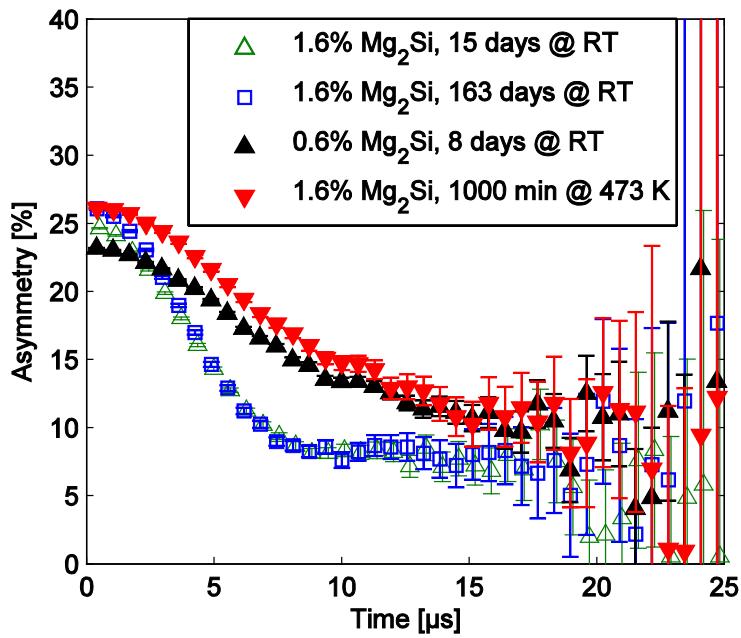 1.6% Mg₂Si, 15 days @ RT
1.6% Mg₂Si, 163 days @ RT
0.6% Mg₂Si, 8 days @ RT
1.6% Mg₂Si, 1000 min @ 473 K
Asymmetry [%]
40
35
30
25
20
15
10
5
0
0 5 10 15 20 25
Time [µs]